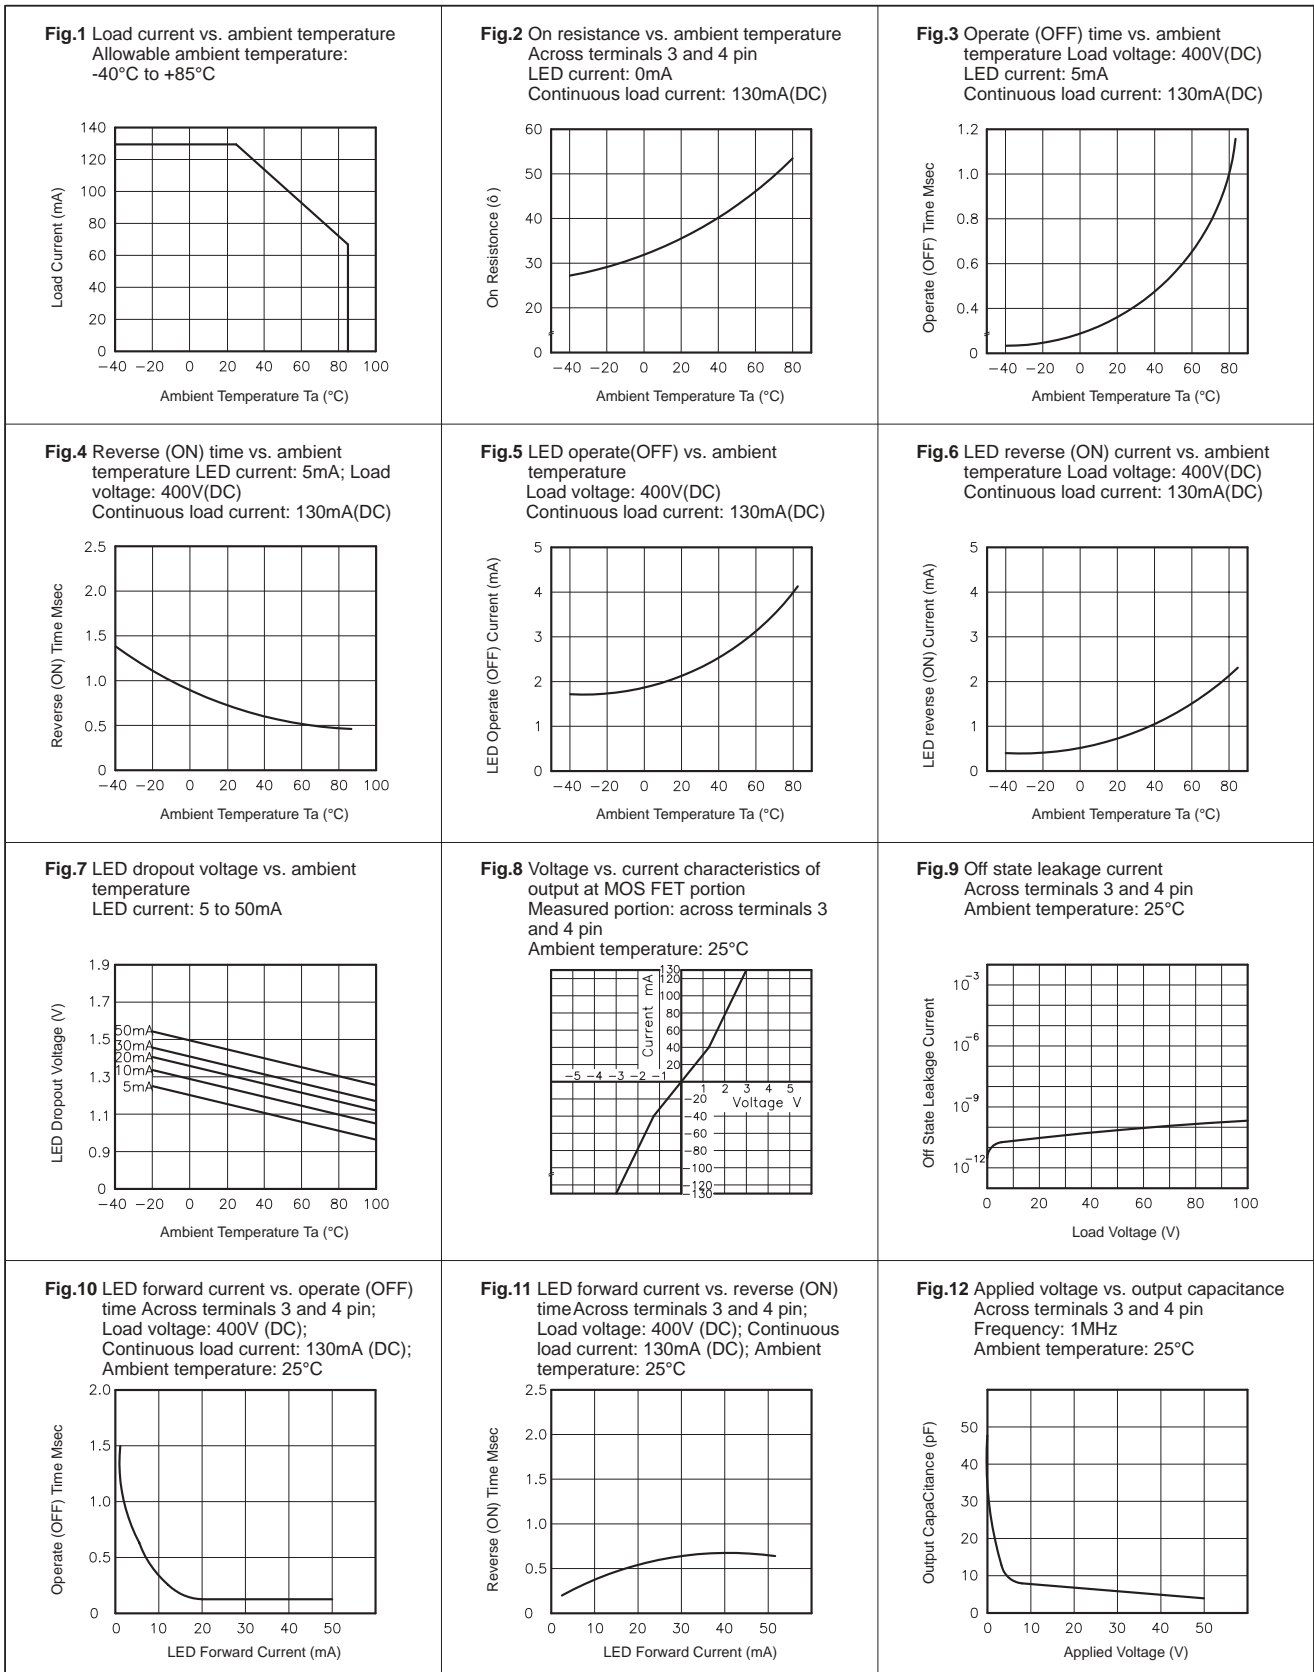 Fig.1 Load current vs. ambient temperature
Allowable ambient temperature:
-40°C to +85°C
140
120
100
80
60
40
20
0
Load Current (mA)
−40 −20 0 20 40 60 80 100
Ambient Temperature Ta (°C)
Fig.2 On resistance vs. ambient temperature
Across terminals 3 and 4 pin
LED current: 0mA
Continuous load current: 130mA(DC)
60
50
40
30
20
0
On Resistonce (ô )
−40 −20 0 20 40 60 80
Ambient Temperature Ta (°C)
Fig.3 Operate (OFF) time vs. ambient
temperature Load voltage: 400V(DC)
LED current: 5mA
Continuous load current: 130mA(DC)
1.2
1.0
0.8
0.6
0.4
0
Operate (OFF) Time Msec
−40 −20 0 20 40 60 80
Ambient Temperature Ta (°C)
Fig.4 Reverse (ON) time vs. ambient
temperature LED current: 5mA; Load
voltage: 400V(DC)
Continuous load current: 130mA(DC)
2.5
2.0
1.5
1.0
0.5
0
Reverse (ON) Time Msec
−40 −20 0 20 40 60 80 100
Ambient Temperature Ta (°C)
Fig.5 LED operate(OFF) vs. ambient
temperature
Load voltage: 400V(DC)
Continuous load current: 130mA(DC)
5
4
3
2
1
0
LED Operate (OFF) Current (mA)
−40 −20 0 20 40 60 80
Ambient Temperature Ta (°C)
Fig.6 LED reverse (ON) current vs. ambient
temperature Load voltage: 400V(DC)
Continuous load current: 130mA(DC)
5
4
3
2
1
0
LED reverse (ON) Current (mA)
−40 −20 0 20 40 60 80
Ambient Temperature Ta (°C)
Fig.7 LED dropout voltage vs. ambient
temperature
LED current: 5 to 50mA
1.9
1.7
1.5
1.3
1.1
0.9
0
50mA
30mA
20mA
10mA
5mA
LED Dropout Voltage (V)
−40 −20 0 20 40 60 80 100
Ambient Temperature Ta (°C)
Fig.8 Voltage vs. current characteristics of
output at MOS FET portion
Measured portion: across terminals 3
and 4 pin
Ambient temperature: 25°C
130
120
100
80
60
40
20
Current mA
−5 −4 −3 −2 −1
1 2 3 4 5
Voltage V
−20
−40
−60
−80
−100
−120
−130
Fig.9 Off state leakage current
Across terminals 3 and 4 pin
Ambient temperature: 25°C
10−3
10−6
10−9
10−12
Off State Leakage Current
0 20 40 60 80 100
Load Voltage (V)
Fig.10 LED forward current vs. operate (OFF)
time Across terminals 3 and 4 pin;
Load voltage: 400V (DC);
Continuous load current: 130mA (DC);
Ambient temperature: 25°C
2.0
1.5
1.0
0.5
0
Operate (OFF) Time Msec
0 10 20 30 40 50
LED Forward Current (mA)
Fig.11 LED forward current vs. reverse (ON)
timeAcross terminals 3 and 4 pin;
Load voltage: 400V (DC); Continuous
load current: 130mA (DC); Ambient
temperature: 25°C
2.5
2.0
1.5
1.0
0.5
0
Reverse (ON) Time Msec
0 10 20 30 40 50
LED Forward Current (mA)
Fig.12 Applied voltage vs. output capacitance
Across terminals 3 and 4 pin
Frequency: 1MHz
Ambient temperature: 25°C
50
40
30
20
10
0
Output CapaCitance (pF)
0 10 20 30 40 50
Applied Voltage (V)